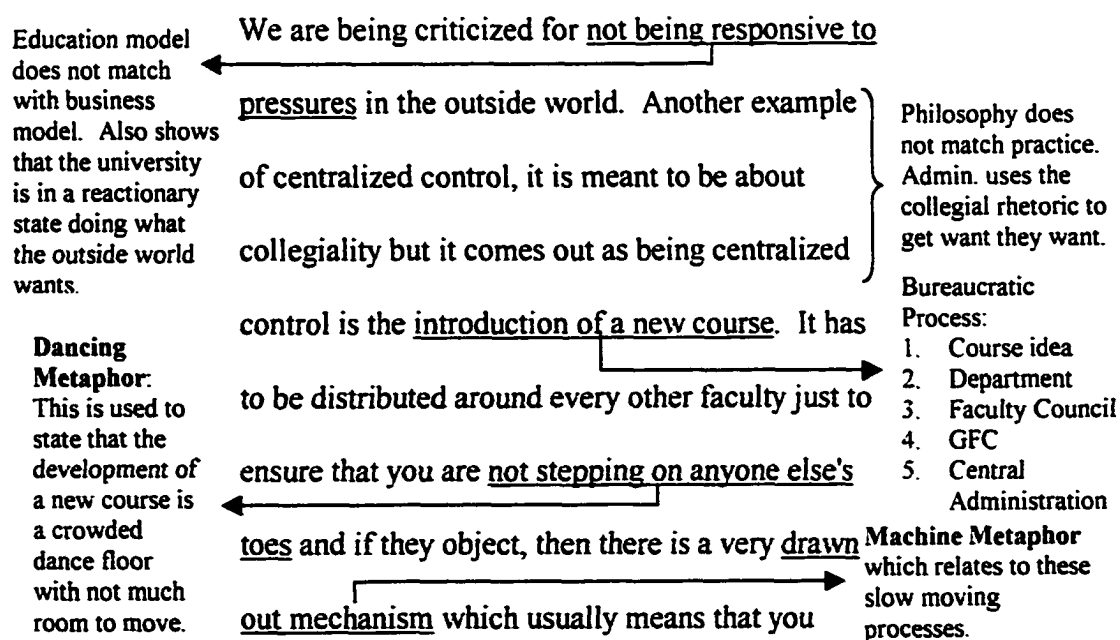 We are being criticized for not being responsive to
pressures in the outside world. Another example
of centralized control, it is meant to be about
collegiality but it comes out as being centralized
control is the introduction of a new course. It has
to be distributed around every other faculty just to
ensure that you are not stepping on anyone else's
toes and if they object, then there is a very drawn
out mechanism which usually means that you
Education model
does not match
with business
model. Also shows
that the university
is in a reactionary
state doing what
the outside world
wants.
Dancing
Metaphor:
This is used to
state that the
development of
a new course is
a crowded
dance floor
with not much
room to move.
Philosophy does
not match practice.
Admin. uses the
collegial rhetoric to
get want they want.
Bureaucratic
Process:
1. Course idea
2. Department
3. Faculty Council
4. GFC
5. Central
Administration
Machine Metaphor
which relates to these
slow moving
processes.